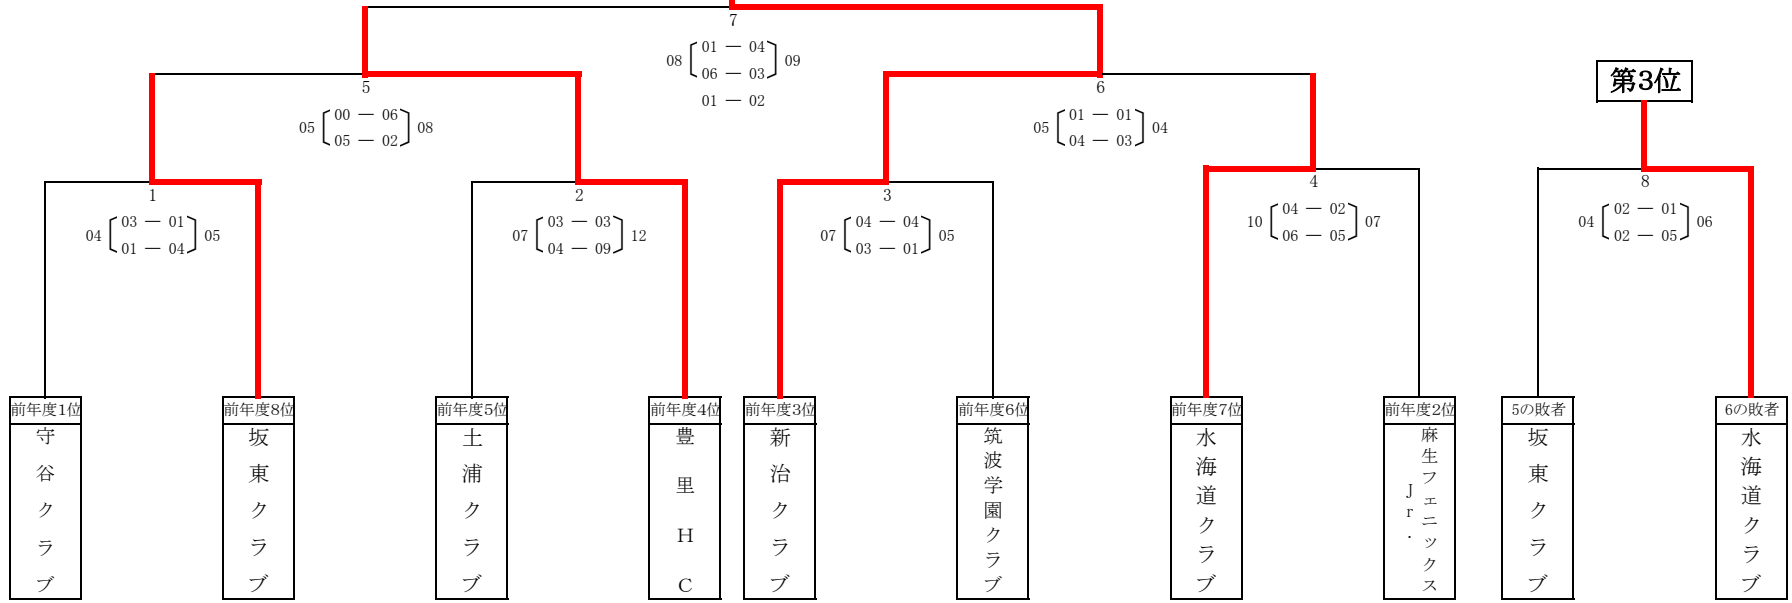 7
08 01 — 04 09
06 — 03
01 — 02
5
05 00 — 06 08
05 — 02
6
05 01 — 01 04
04 — 03
第3位
1
04 03 — 01 05
01 — 04
2
07 03 — 03 12
04 — 09
3
07 04 — 04 05
03 — 01
4
10 04 — 02 07
06 — 05
8
04 02 — 01 06
02 — 05
前年度1位
守谷クラブ
前年度8位
坂東クラブ
前年度5位
土浦クラブ
前年度4位
豊里HC
前年度3位
新治クラブ
前年度6位
筑波学園クラブ
前年度7位
水海道クラブ
前年度2位
麻生フェニックス
Jr.
5の敗者
坂東クラブ
6の敗者
水海道クラブ